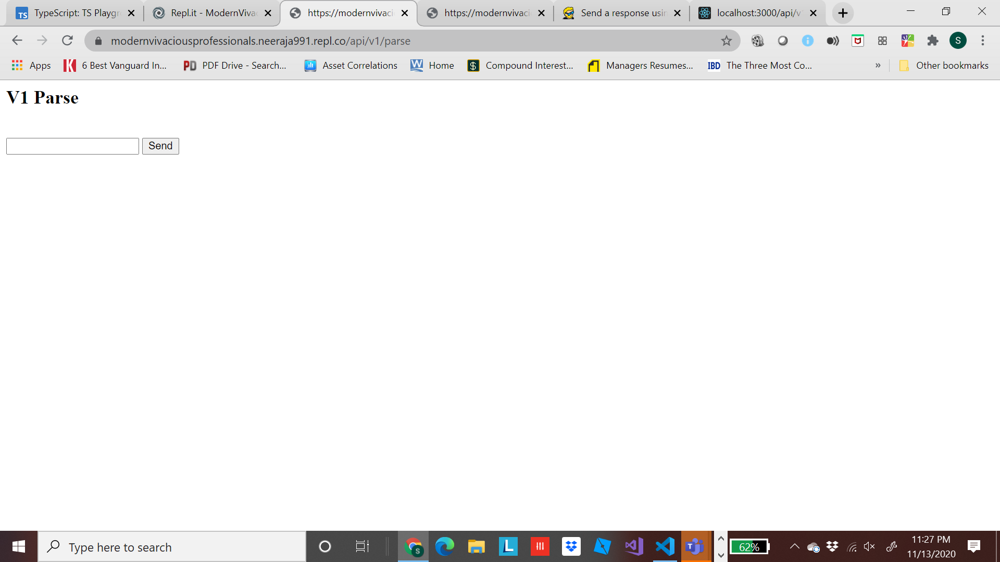 TypeScript: TS Playgr
Repl.it - ModernViva
https://modernvivaci
https://modernvivaci
Send a response usin
localhost:3000/api/v
modernvivaciousprofessionals.neeraja991.repl.co/api/v1/parse
S
Apps
6 Best Vanguard In...
PDF Drive - Search...
Asset Correlations
Home
Compound Interest...
Managers Resumes...
IBD The Three Most Co...
»
Other bookmarks
V1 Parse
Send
Type here to search
62%
11:27 PM
11/13/2020